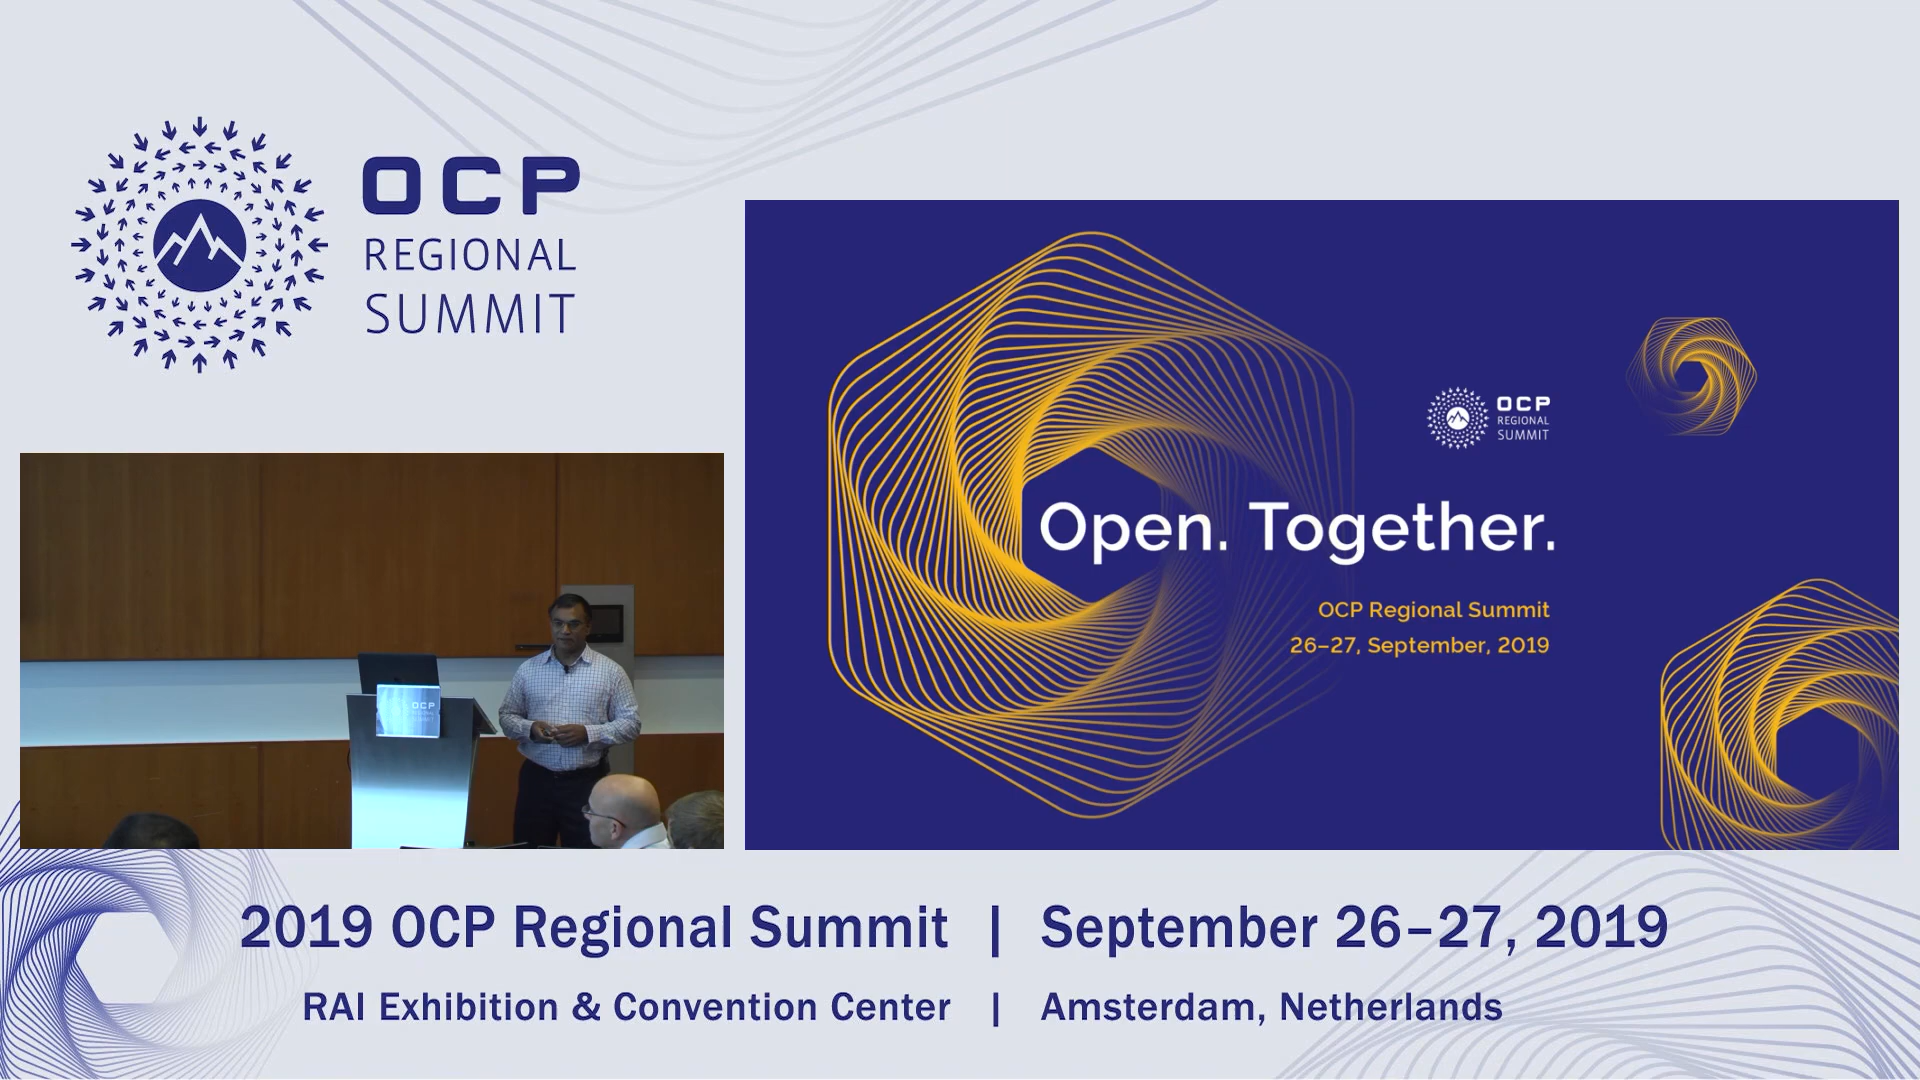 OCP
REGIONAL
SUMMIT
OCP
REGIONAL
SUMMIT
Open. Together.
OCP Regional Summit
26–27, September, 2019
OCP
2019 OCP Regional Summit | September 26–27, 2019
RAI Exhibition & Convention Center | Amsterdam, Netherlands